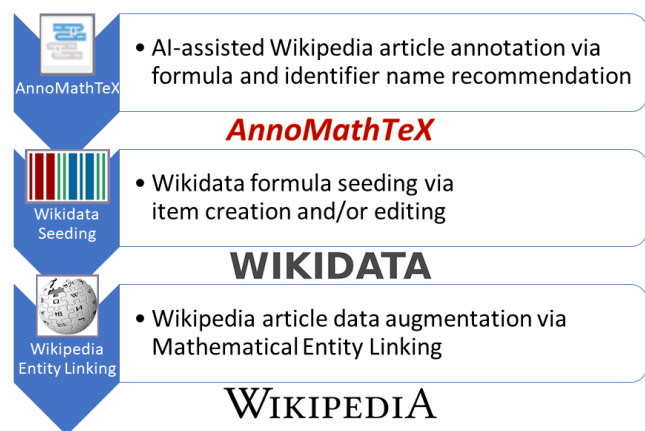 AnnoMathTeX
• AI-assisted Wikipedia article annotation via
formula and identifier name recommendation
AnnoMathTeX
Wikidata
Seeding
• Wikidata formula seeding via
item creation and/or editing
WIKIDATA
Wikipedia
Entity Linking
• Wikipedia article data augmentation via
Mathematical Entity Linking
WIKIPEDIA